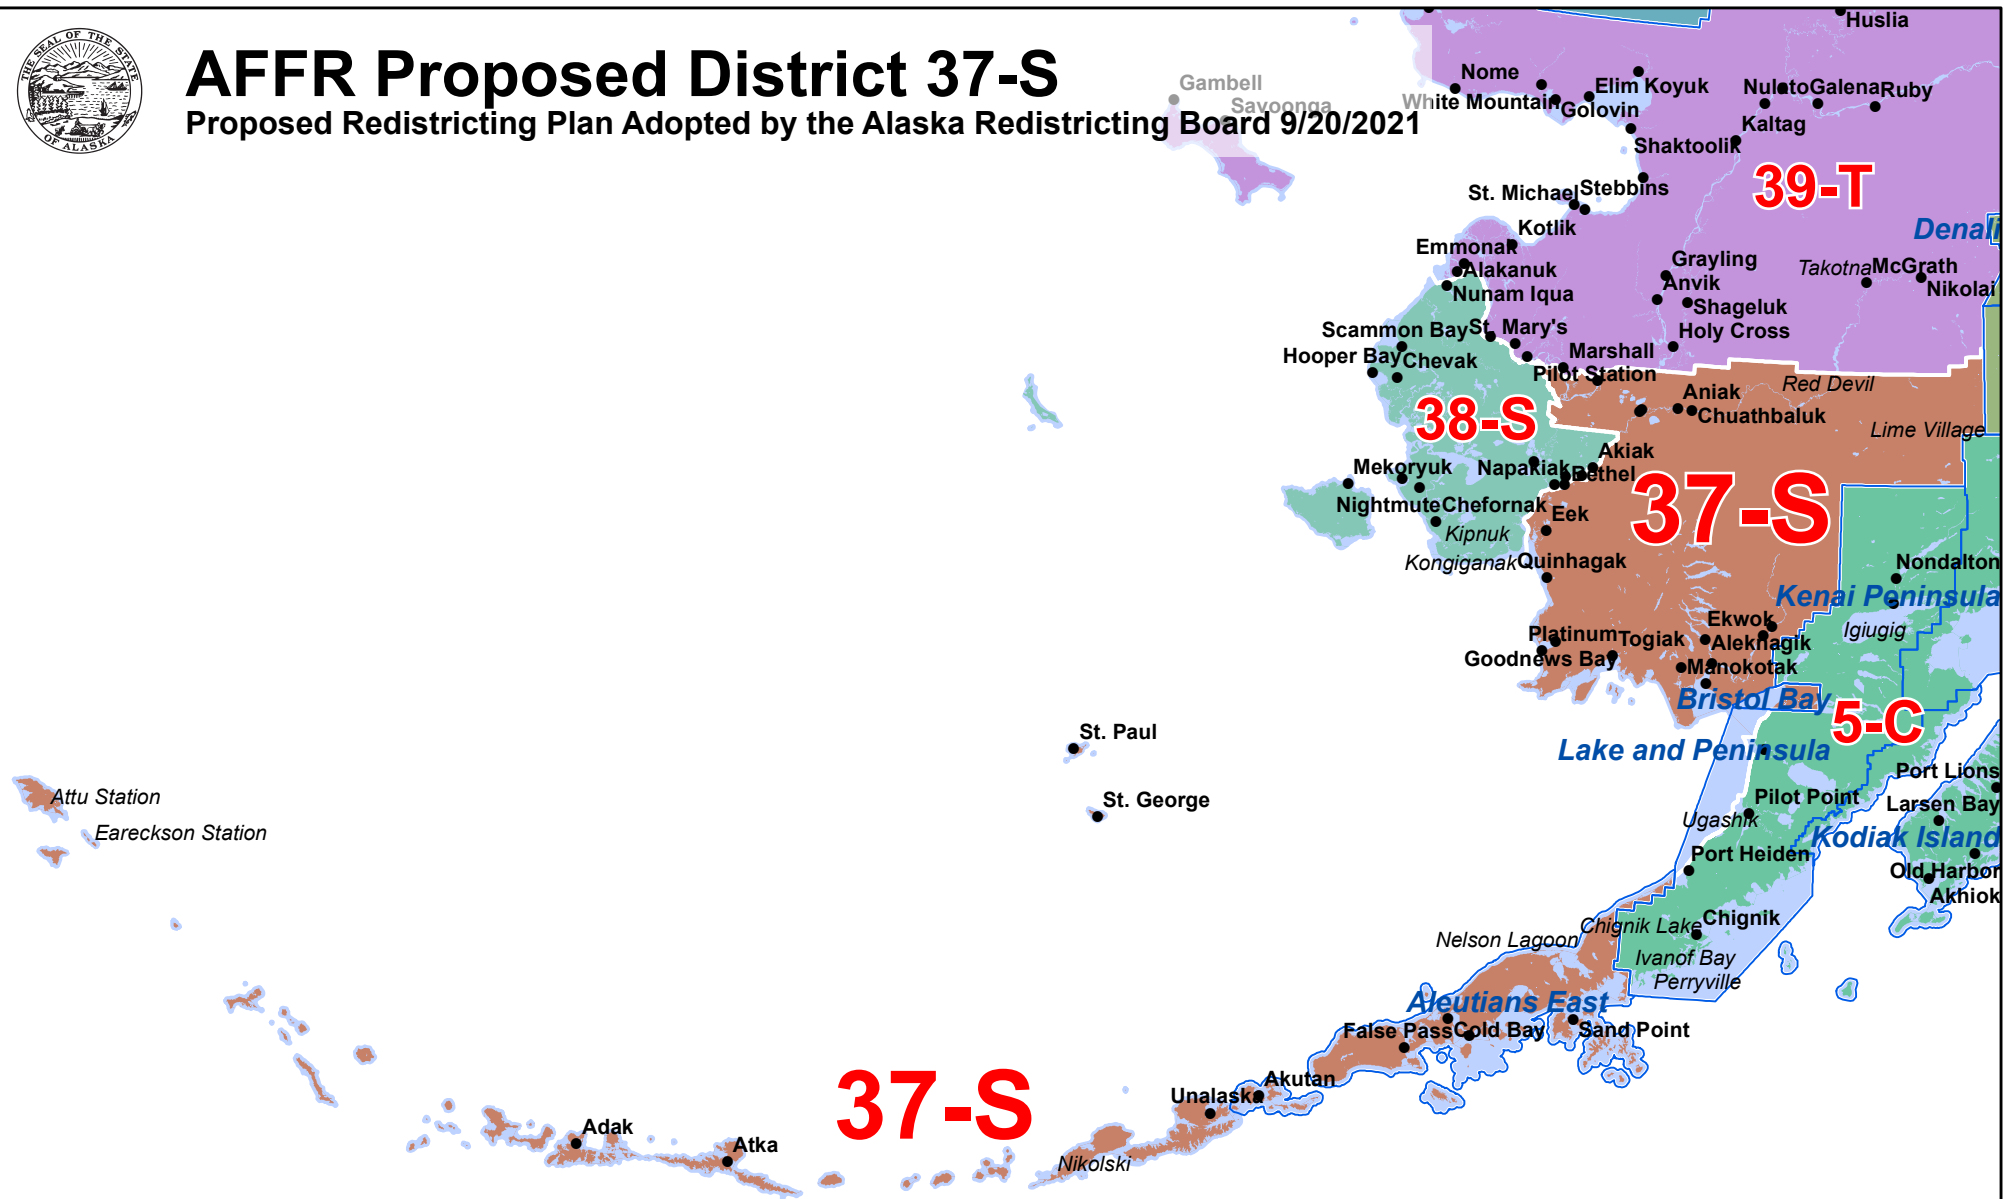 THE SEAL OF THE STATE
OF ALASKA
AFFR Proposed District 37-S
Proposed Redistricting Plan Adopted by the Alaska Redistricting Board 9/20/2021
Huslia
Gambell
Savoonga
Nome
Elim
Koyuk
Nulato
Galena
Ruby
White Mountain
Golovin
Kaltag
Shaktoolik
39-T
St. Michael
Stebbins
Kotlik
Denali
Emmonak
Alakanuk
Nunam Iqua
Grayling
Takotna
McGrath
Anvik
Nikolai
Shageluk
Holy Cross
Scammon Bay
St. Mary's
Hooper Bay
Chevak
Marshall
Pilot Station
Red Devil
Aniak
Chuathbaluk
38-S
Lime Village
Akiak
Mekoryuk
Napakiak
Bethel
37-S
Nightmute
Chefornak
Eek
Kipnuk
Kongiganak
Quinhagak
Nondalton
Kenai Peninsula
Ekwok
Igiugig
Platinum
Togiak
Aleknagik
Goodnews Bay
Manokotak
Bristol Bay
5-C
St. Paul
Lake and Peninsula
Port Lions
Attu Station
St. George
Pilot Point
Larsen Bay
Ugashik
Eareckson Station
Kodiak Island
Port Heiden
Old Harbor
Akhiok
Chignik Lake
Chignik
Nelson Lagoon
Ivanof Bay
Perryville
Aleutians East
False Pass
Cold Bay
Sand Point
37-S
Akutan
Unalaska
Adak
Atka
Nikolski